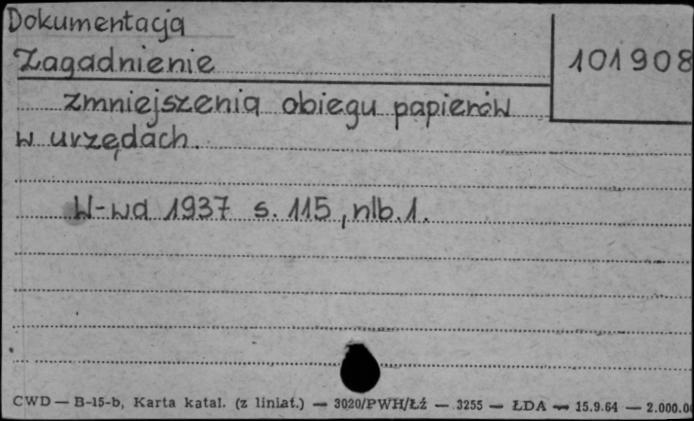 Dokumentacja
Zagadnienie
101908
zmniejszenia obiegu papierów
w urzędach.
W-wa 1937 s. 115, nlb. 1.
CWD — B-15-b, Karta katal. (z liniat.) — 3020/PWH/Łź — 3255 — ŁDA — 15.9.64 — 2.000.0